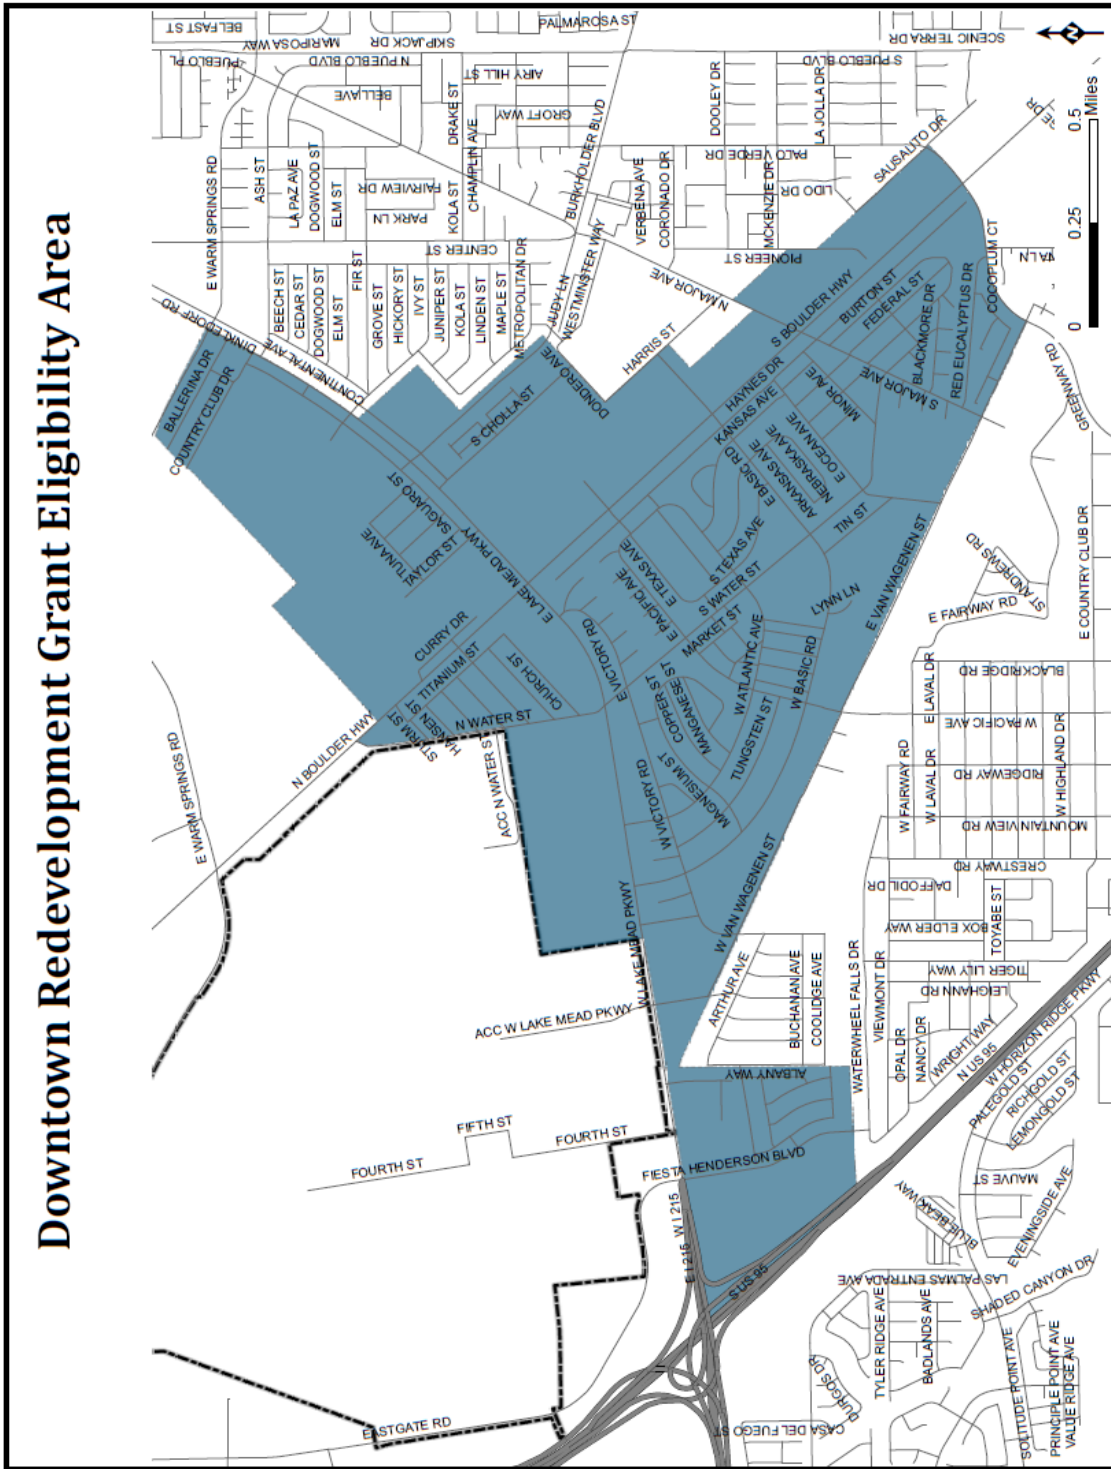 Downtown Redevelopment Grant Eligibility Area
BELFAST ST
MARIPOSA WAY
SKIPJACK DR
PALMAROSA ST
SCENIC TERRA DR
PUEBLO PL
N PUEBLO BLVD
S PUEBLO BLVD
AIRY HILL ST
BELLI AVE
DRAKE ST
GROFT WAY
DOOLEY DR
LA JOLLA DR
E WARM SPRINGS RD
ASH ST
LA PAZ AVE
DOGWOOD ST
ELM ST
FAIRVIEW DR
PARK LN
KOLA ST
CHAMPLIN AVE
BURKHOLDER BLVD
VERBENA AVE
CORONADO DR
PALO VERDE DR
MCKENZIE DR
LIDO DR
SAUSALITO DR
CENTER ST
PIONEER ST
DINKLEDORF RD
CONTINENTAL AVE
BEECH ST
CEDAR ST
DOGWOOD ST
ELM ST
FIR ST
GROVE ST
HICKORY ST
IVY ST
JUNIPER ST
KOLA ST
LINDEN ST
MAPLE ST
METROPOLITAN DR
JUDY LN
WESTMINSTER WAY
N MAJOR AVE
HARRIS ST
DONDERO AVE
BALLERINA DR
COUNTRY CLUB DR
S CHOLLA ST
SAGUARO ST
TUNA AVE
TAYLOR ST
E LAKE MEAD PKWY
S BOULDER HWY
BURTON ST
FEDERAL ST
BLACKMORE DR
RED EUCALYPTUS DR
COCOPLUM CT
HAYNES DR
KANSAS AVE
MINOR AVE
S MAJOR AVE
E OCEAN AVE
NEBRASKA AVE
ARKANSAS AVE
E BASIC RD
GREENWAY RD
TIN ST
S TEXAS AVE
E TEXAS AVE
E PACIFIC AVE
S WATER ST
MARKET ST
LYNN LN
E VAN WAGENEN ST
W ATLANTIC AVE
W BASIC RD
CURRY DR
TITANIUM ST
CHURCH ST
HANSEN ST
STORM ST
N WATER ST
ACC N WATER ST
N BOULDER HWY
E WARM SPRINGS RD
E VICTORY RD
W VICTORY RD
COPPER ST
MANGANESE ST
MAGNESIUM ST
TUNGSTEN ST
W VAN WAGENEN ST
W LAKE MEAD PKWY
ACC W LAKE MEAD PKWY
ST ANDREWS RD
E FAIRWAY RD
E COUNTRY CLUB DR
E LAVAL DR
BLACKRIDGE RD
W PACIFIC AVE
W FAIRWAY RD
W LAVAL DR
RIDGEWAY RD
W HIGHLAND DR
MOUNTAIN VIEW RD
CRESTWAY RD
DAFFODIL DR
BOX ELDER WAY
TOYABE ST
TIGER LILY WAY
LEIGHANN RD
ARTHUR AVE
BUCHANAN AVE
COOLIDGE AVE
WATERWHEEL FALLS DR
VIEWMONT DR
OPAL DR
NANCY DR
WRIGHT WAY
N US 95
W HORIZON RIDGE PKWY
ALBANY WAY
PALEGOLD ST
RICHGOLD ST
LEMONGOLD ST
FIFTH ST
FOURTH ST
FOURTH ST
FIESTA HENDERSON BLVD
W I 215
E I 215
S US 95
MAUVE ST
BLUE BEAK WAY
EVENINGSIDE AVE
LAS PALMAS ENTRADA AVE
SHADED CANYON DR
TYLER RIDGE AVE
BADLANDS AVE
DURGOS DR
CASA DEL FUEGO ST
SOLITUDE POINT AVE
PRINCIPLE POINT AVE
VALUE RIDGE AVE
EASTGATE RD
0 0.25 0.5
Miles